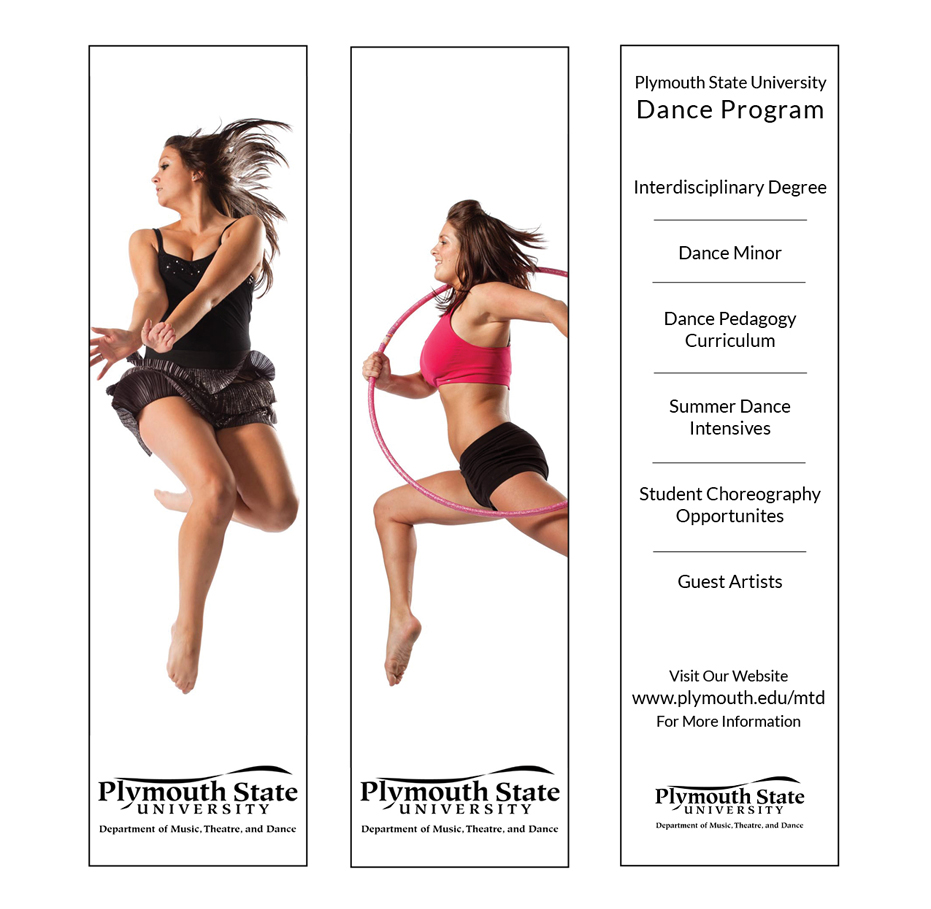 Plymouth State
UNIVERSITY
Department of Music, Theatre, and Dance
Plymouth State
UNIVERSITY
Department of Music, Theatre, and Dance
Plymouth State University
Dance Program
Interdisciplinary Degree
Dance Minor
Dance Pedagogy
Curriculum
Summer Dance
Intensives
Student Choreography
Opportunites
Guest Artists
Visit Our Website
www.plymouth.edu/mtd
For More Information
Plymouth State
UNIVERSITY
Department of Music, Theatre, and Dance